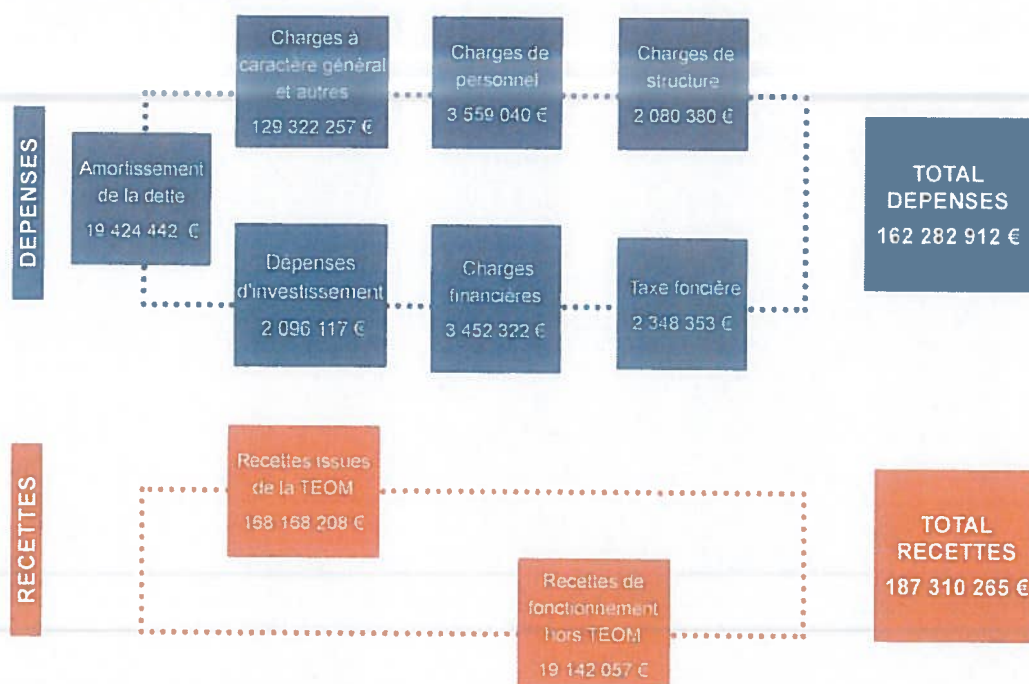 DEPENSES
Amortissement
de la dette
19 424 442 €
Charges à
caractère général
et autres
129 322 257 €
Charges de
personnel
3 559 040 €
Charges de
structure
2 080 380 €
Dépenses
d'investissement
2 096 117 €
Charges
financières
3 452 322 €
Taxe foncière
2 348 353 €
TOTAL
DEPENSES
162 282 912 €
RECETTES
Recettes issues
de la TEOM
168 168 208 €
Recettes de
fonctionnement
hors TEOM
19 142 057 €
TOTAL
RECETTES
187 310 265 €